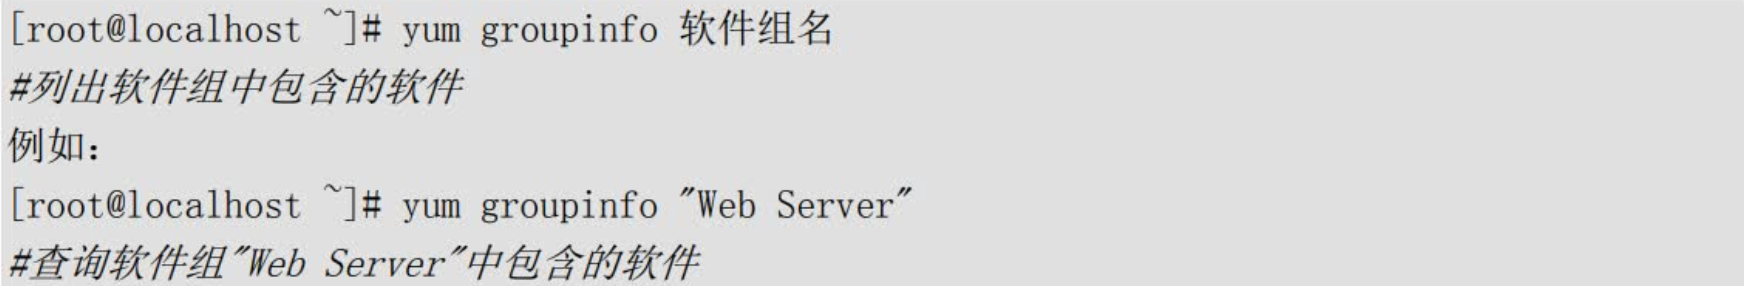 [root@localhost ~]# yum groupinfo 软件组名
#列出软件组中包含的软件
例如：
[root@localhost ~]# yum groupinfo "Web Server"
#查询软件组"Web Server"中包含的软件